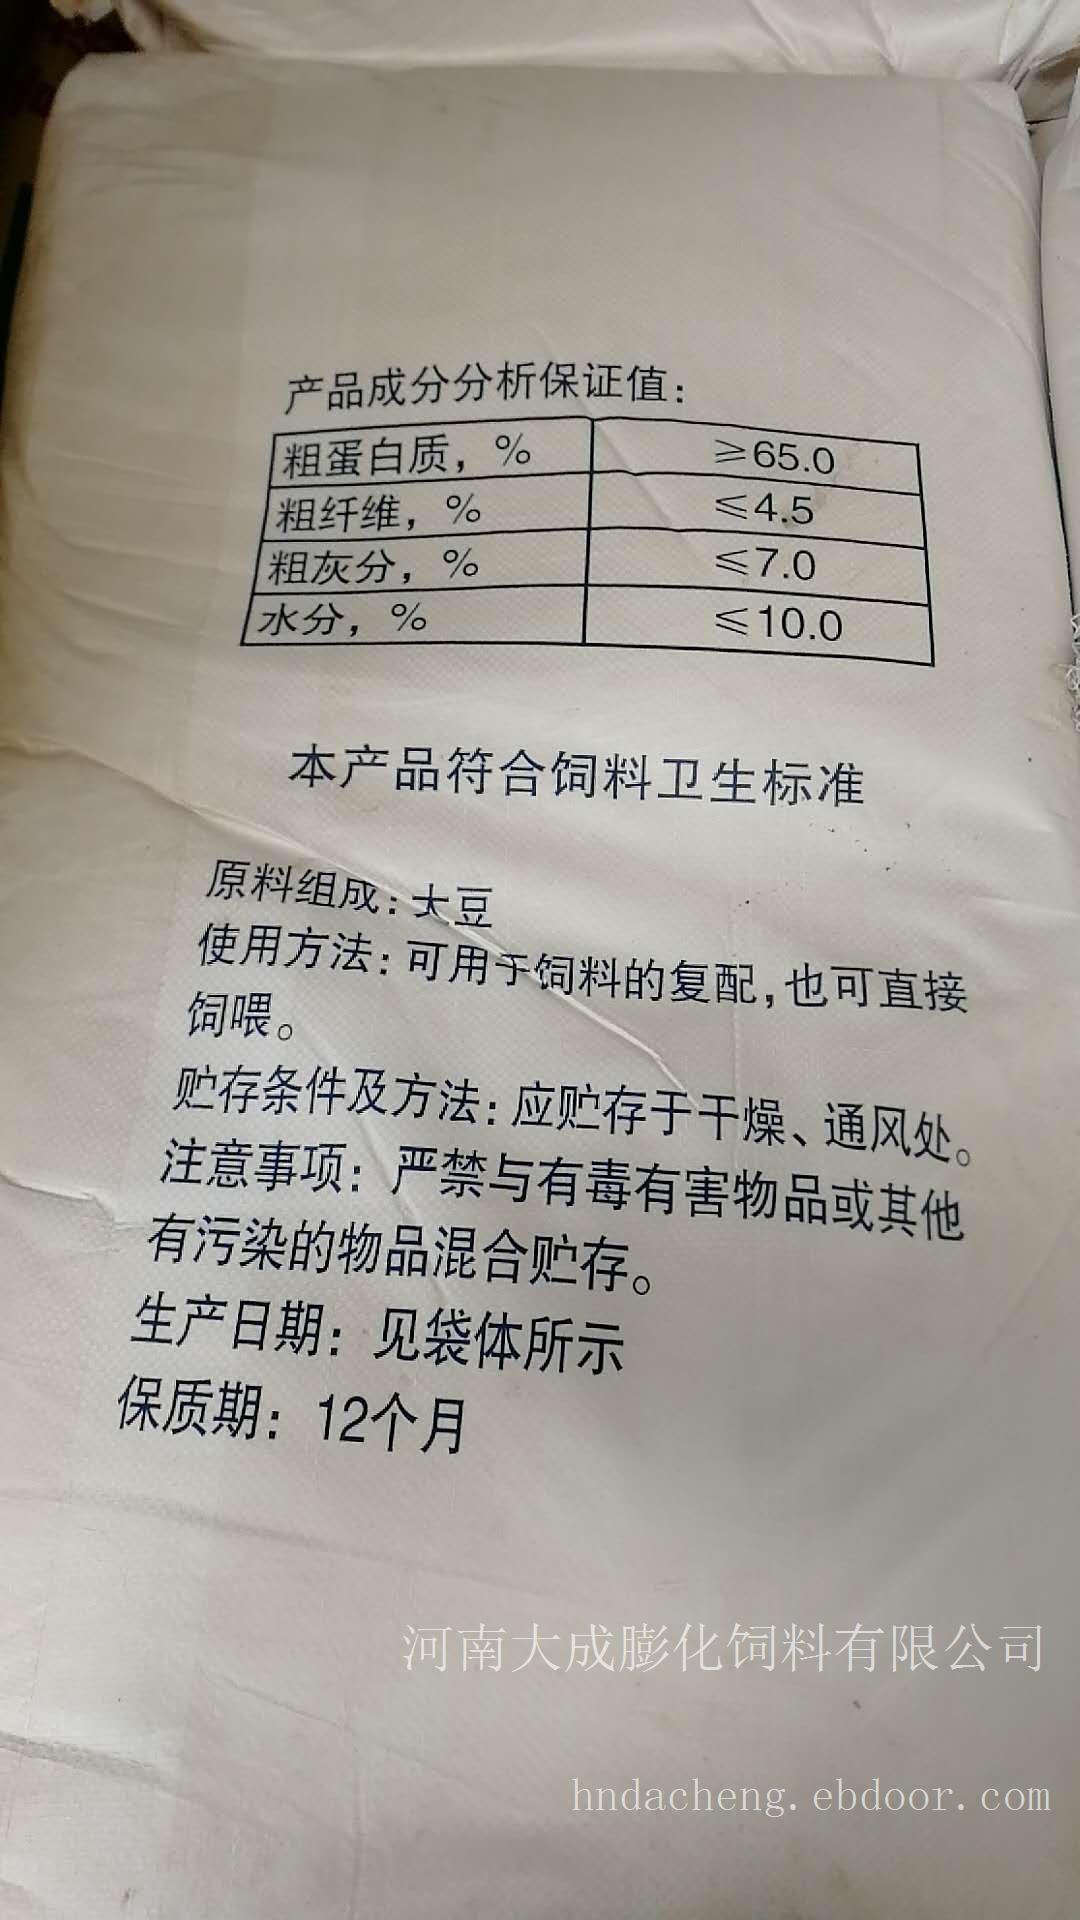 产品成分分析保证值：
粗蛋白质，% ≥65.0
粗纤维，% ≤4.5
粗灰分，% ≤7.0
水分，% ≤10.0
本产品符合饲料卫生标准
原料组成：大豆
使用方法：可用于饲料的复配，也可直接
饲喂。
贮存条件及方法：应贮存于干燥、通风处。
注意事项：严禁与有毒有害物品或其他
有污染的物品混合贮存。
生产日期：见袋体所示
保质期：12个月
河南大成膨化饲料有限公司
hndacheng.ebdoor.com